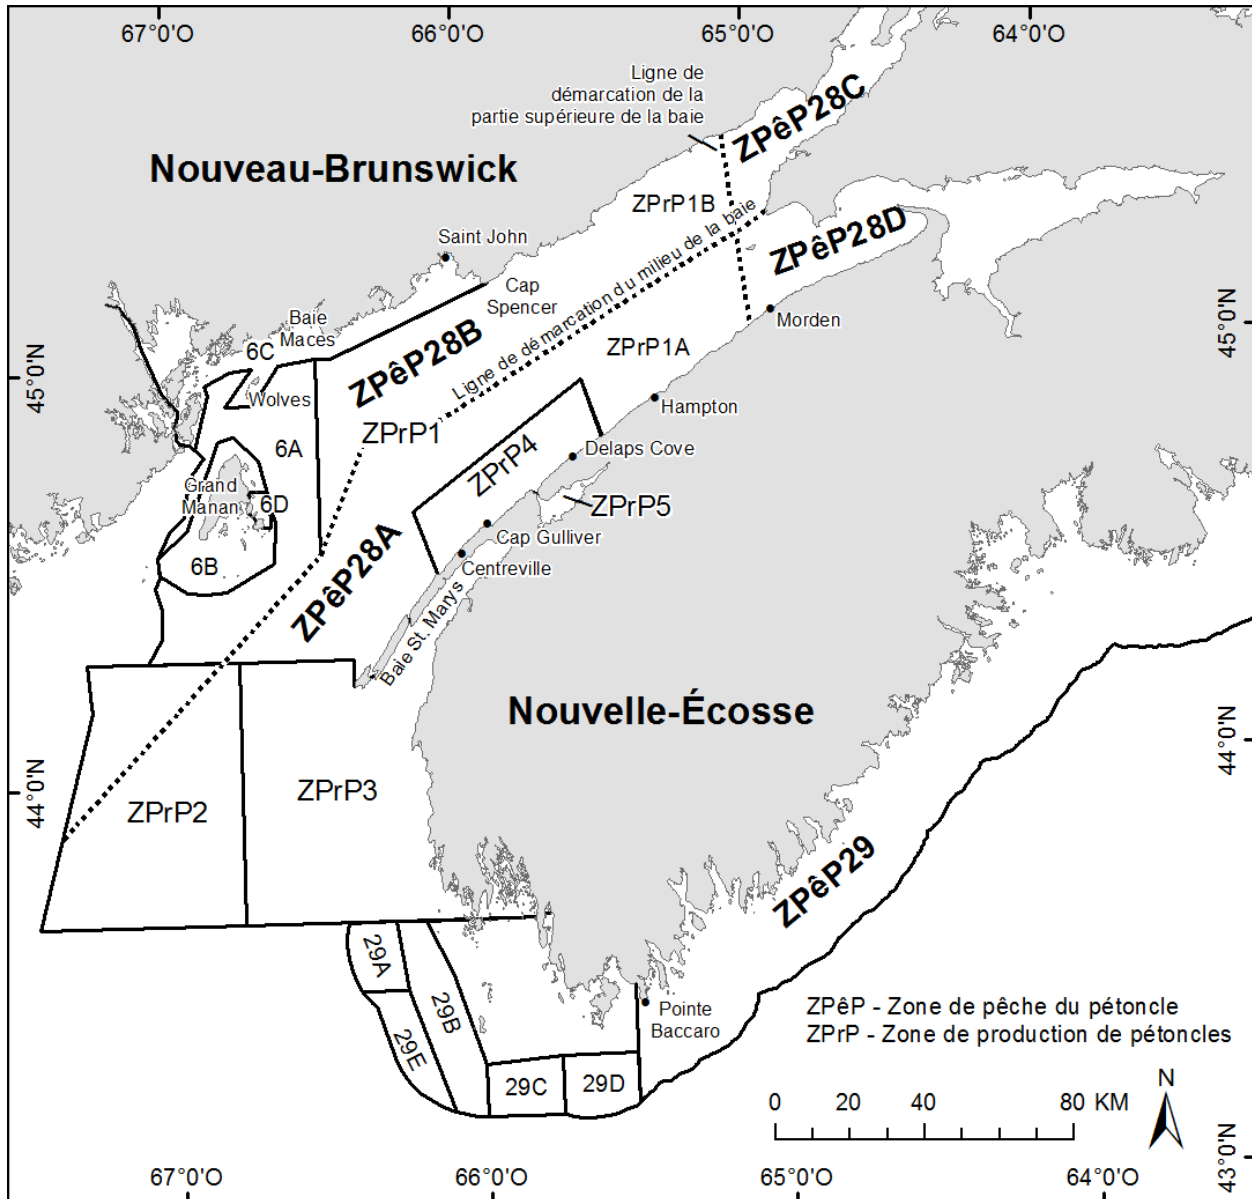 67°0'O
66°0'O
65°0'O
64°0'O
Ligne de
démarcation de la
partie supérieure de la baie
ZPêP28C
Nouveau-Brunswick
ZPrP1B
Saint John
ZPêP28D
Cap
Spencer
Ligne de démarcation du milieu de la baie
Baie
Maces
Morden
45°0'N
45°0'N
6C
ZPêP28B
ZPrP1A
Wolves
Hampton
ZPrP1
6A
Delaps Cove
ZPrP4
Grand
Manan
6D
ZPrP5
Cap Gulliver
Centreville
6B
ZPêP28A
Baie St. Marys
Nouvelle-Écosse
44°0'N
44°0'N
ZPrP2
ZPrP3
ZPêP29
29A
29B
29E
29C
29D
Pointe
Baccaro
ZPêP - Zone de pêche du pétoncle
ZPrP - Zone de production de pétoncles
N
0 20 40 80 KM
43°0'N
67°0'O
66°0'O
65°0'O
64°0'O